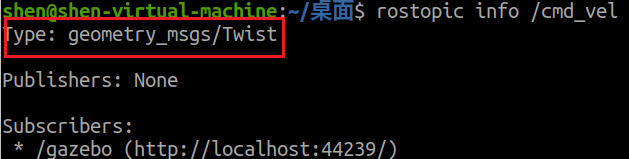 shen@shen-virtual-machine:~/桌面$ rostopic info /cmd_vel
Type: geometry_msgs/Twist
Publishers: None
Subscribers:
* /gazebo (http://localhost:44239/)